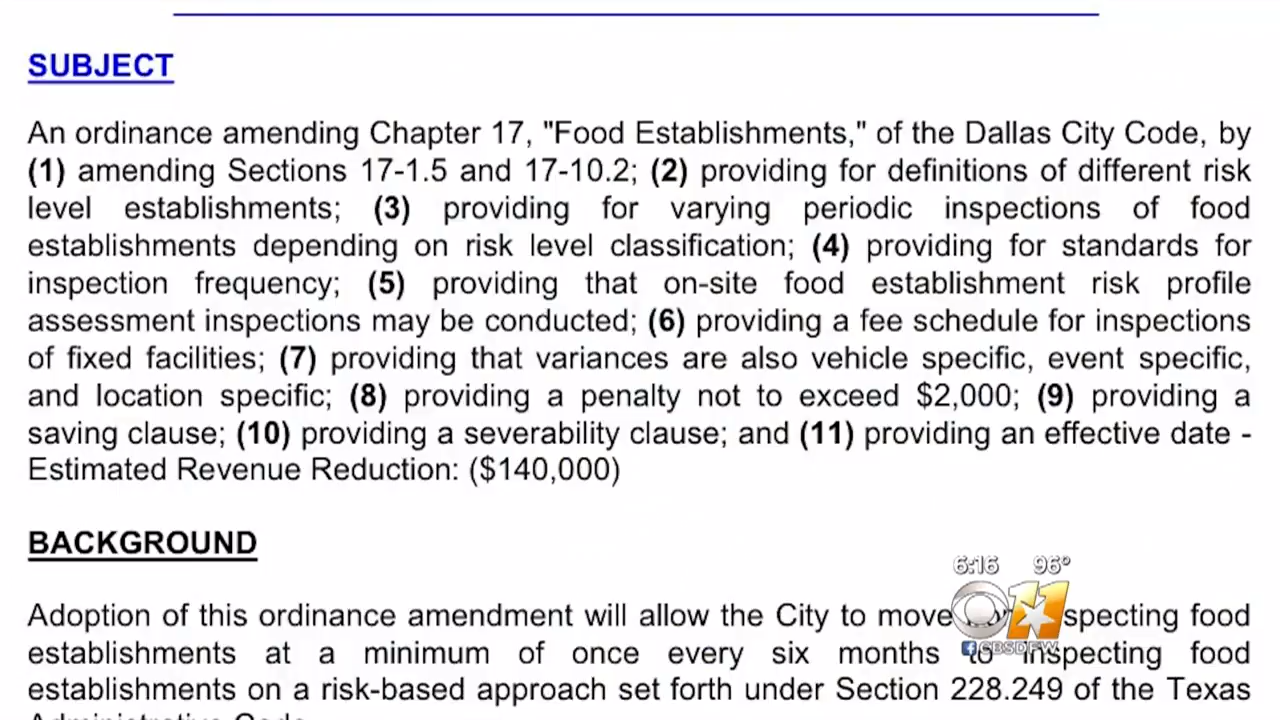 SUBJECT
An ordinance amending Chapter 17, "Food Establishments," of the Dallas City Code, by
(1) amending Sections 17-1.5 and 17-10.2; (2) providing for definitions of different risk
level establishments; (3) providing for varying periodic inspections of food
establishments depending on risk level classification; (4) providing for standards for
inspection frequency; (5) providing that on-site food establishment risk profile
assessment inspections may be conducted; (6) providing a fee schedule for inspections
of fixed facilities; (7) providing that variances are also vehicle specific, event specific,
and location specific; (8) providing a penalty not to exceed $2,000; (9) providing a
saving clause; (10) providing a severability clause; and (11) providing an effective date -
Estimated Revenue Reduction: ($140,000)
BACKGROUND
6:16 96°
Adoption of this ordinance amendment will allow the City to move specting food
11
establishments at a minimum of once every six months to inspecting food
CBSDFW
establishments on a risk-based approach set forth under Section 228.249 of the Texas
Administrative Code